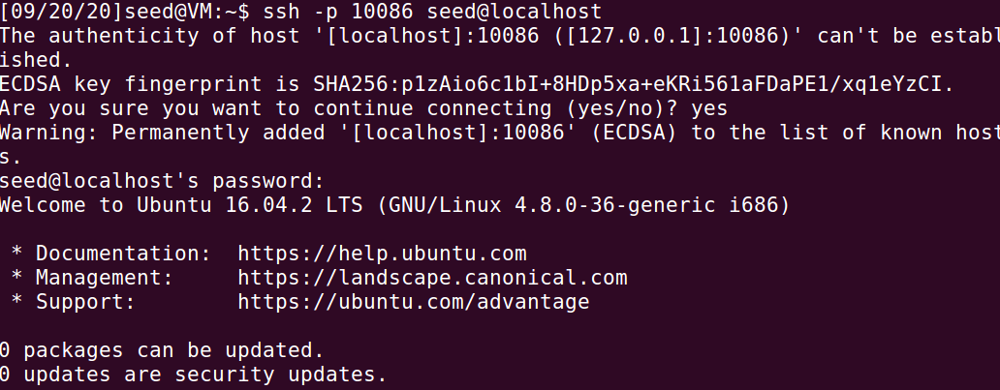 [09/20/20]seed@VM:~$ ssh -p 10086 seed@localhost
The authenticity of host '[localhost]:10086 ([127.0.0.1]:10086)' can't be establ
ished.
ECDSA key fingerprint is SHA256:p1zAio6c1bI+8HDp5xa+eKRi561aFDaPE1/xq1eYzCI.
Are you sure you want to continue connecting (yes/no)? yes
Warning: Permanently added '[localhost]:10086' (ECDSA) to the list of known host
s.
seed@localhost's password:
Welcome to Ubuntu 16.04.2 LTS (GNU/Linux 4.8.0-36-generic i686)
* Documentation:  https://help.ubuntu.com
* Management:     https://landscape.canonical.com
* Support:        https://ubuntu.com/advantage
0 packages can be updated.
0 updates are security updates.